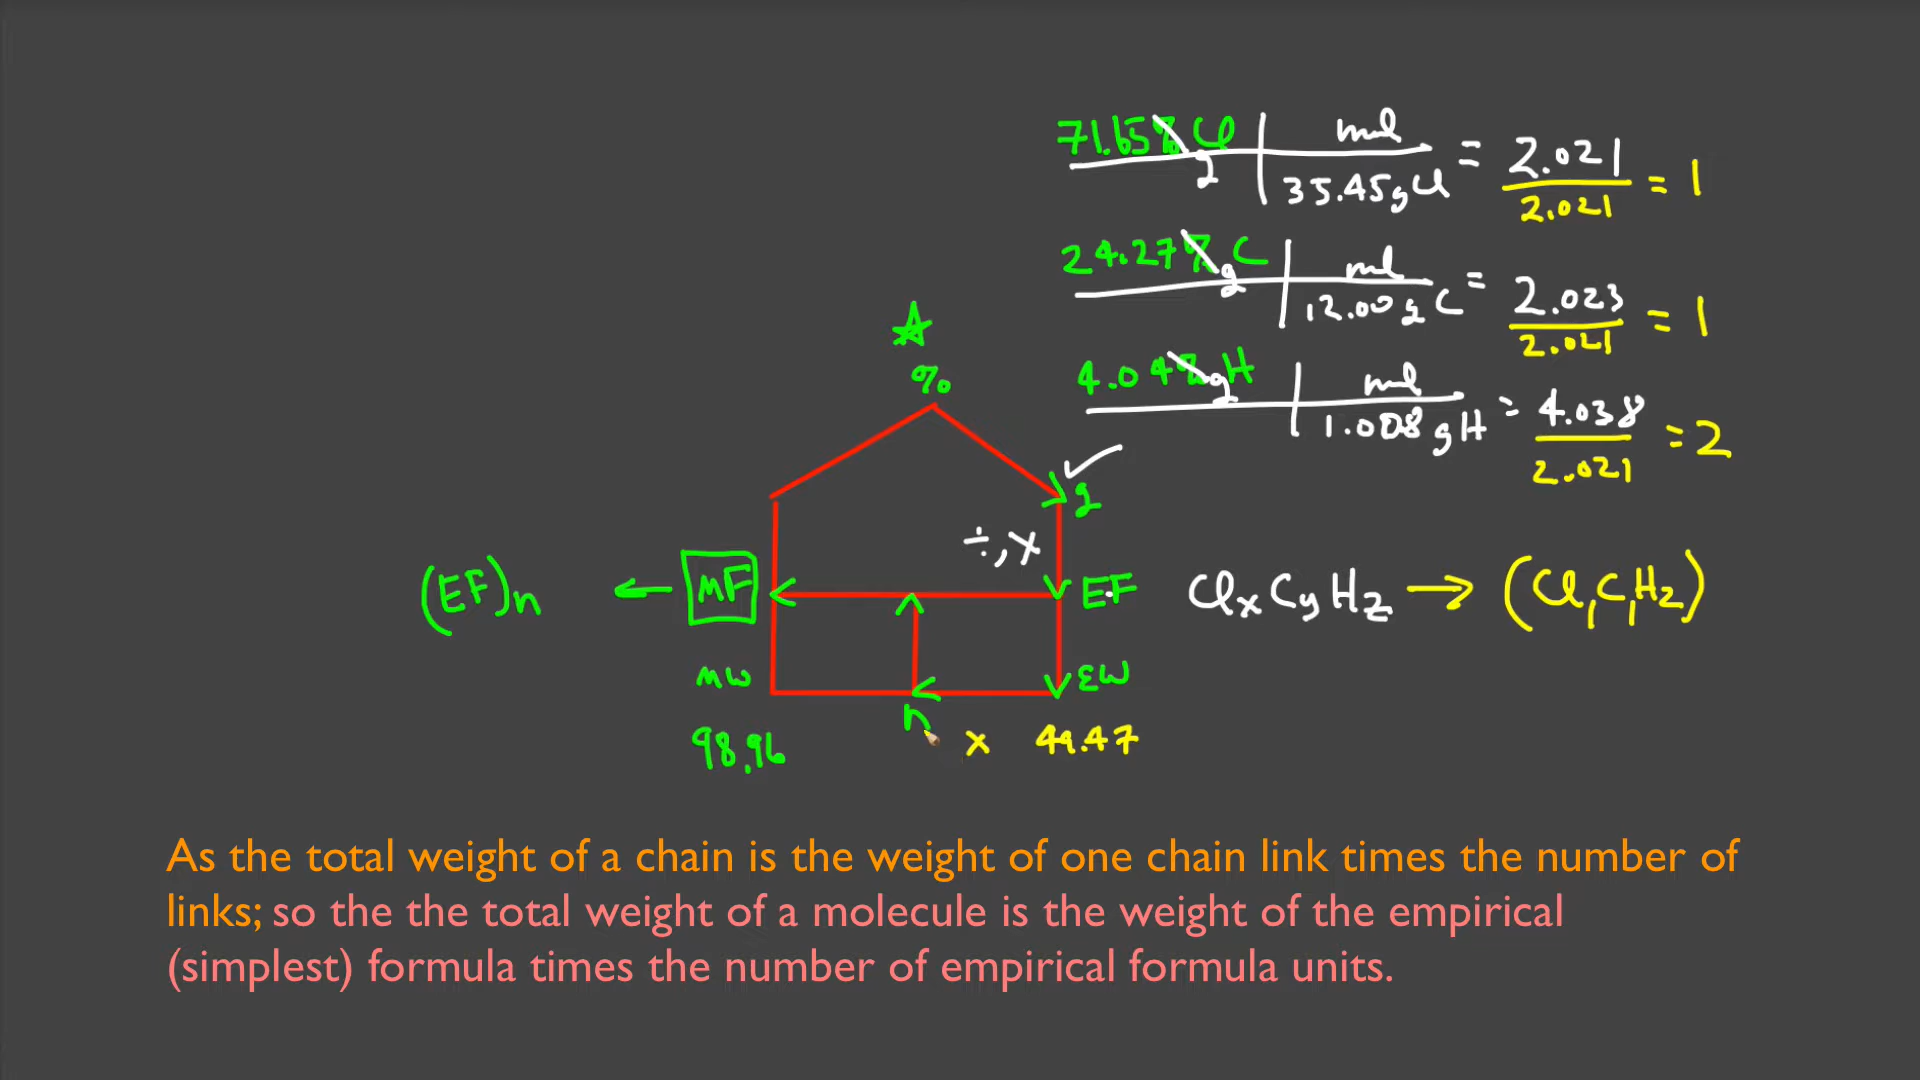 71.65% Cl g | mol / 35.45 g Cl = 2.021 / 2.021 = 1
24.27% g C | mol / 12.00 g C = 2.023 / 2.021 = 1
4.04% g H | mol / 1.008 g H = 4.038 / 2.021 = 2
%
g
÷, x
(EF)n ← MF EF ClxCyHz → (Cl1C1H2)
MW EW
n
98.96 x 49.47
As the total weight of a chain is the weight of one chain link times the number of
links; so the the total weight of a molecule is the weight of the empirical
(simplest) formula times the number of empirical formula units.